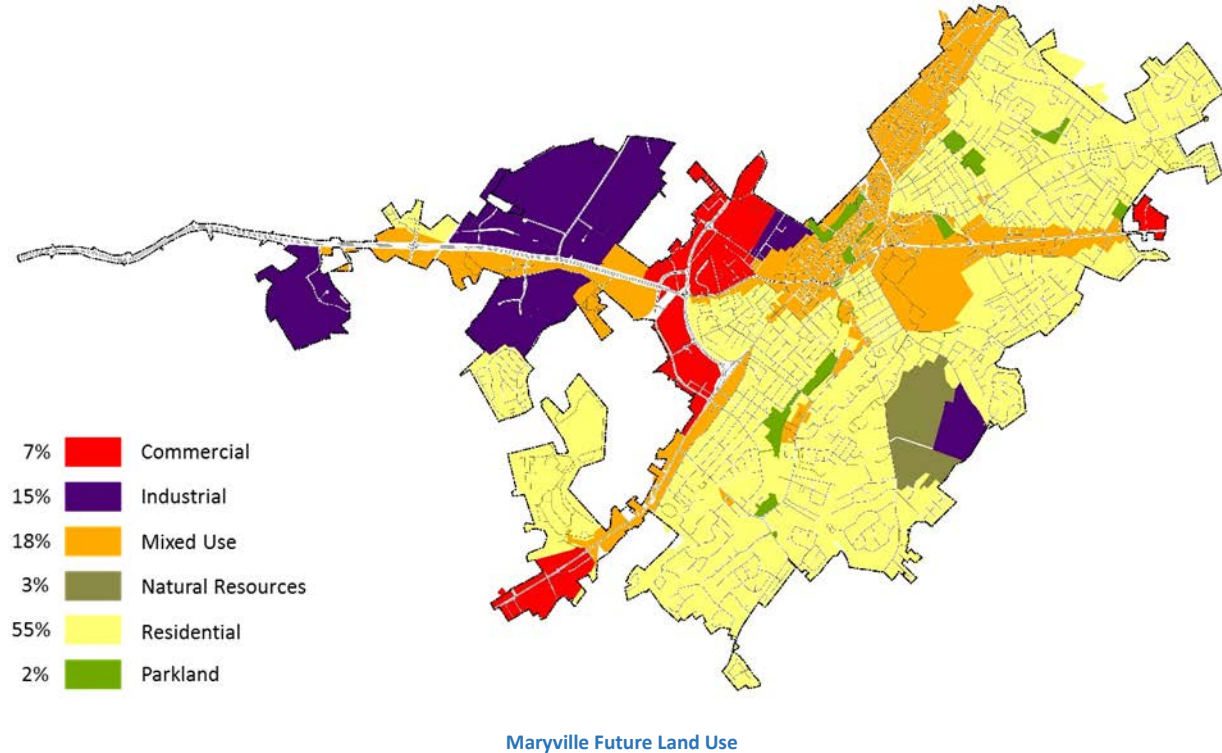 7% Commercial
15% Industrial
18% Mixed Use
3% Natural Resources
55% Residential
2% Parkland
Maryville Future Land Use